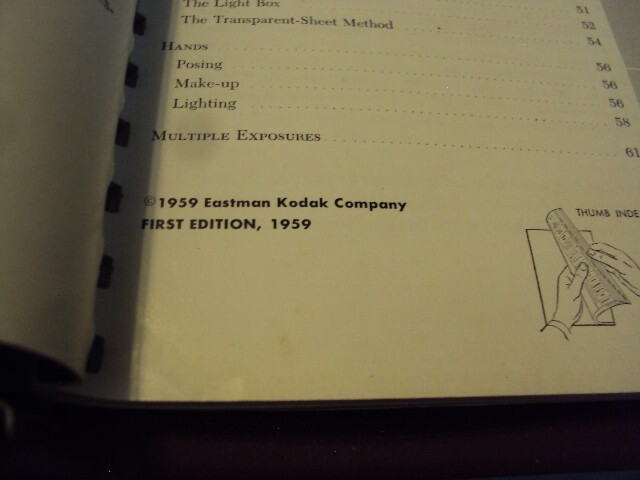 51
The Light Box 52
The Transparent-Sheet Method 54
HANDS 56
Posing 56
Make-up 56
Lighting 58
MULTIPLE EXPOSURES 61
©1959 Eastman Kodak Company
FIRST EDITION, 1959
THUMB INDE